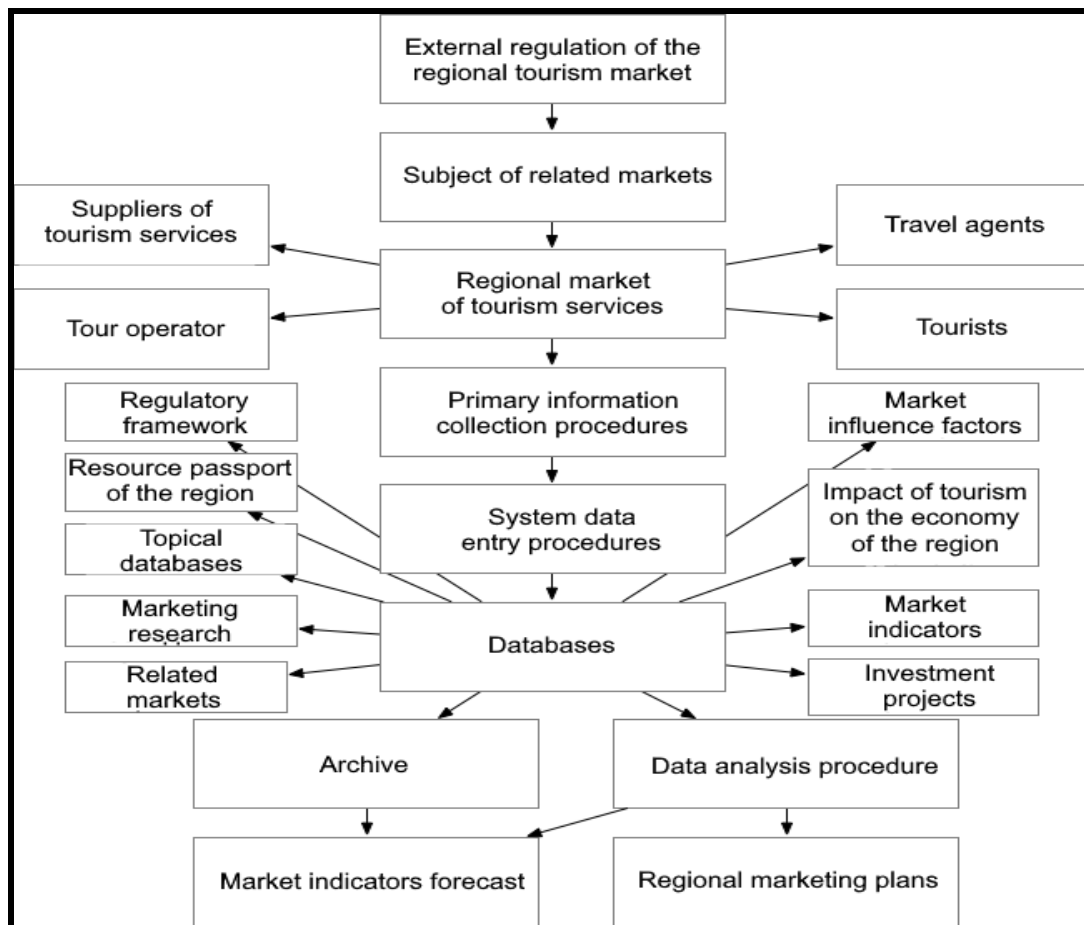 External regulation of the
regional tourism market
Subject of related markets
Suppliers of
tourism services
Travel agents
Regional market
of tourism services
Tour operator
Tourists
Primary information
collection procedures
Regulatory
framework
Market
influence factors
Resource passport
of the region
Impact of tourism
on the economy
of the region
System data
entry procedures
Topical
databases
Marketing
research
Databases
Market
indicators
Related
markets
Investment
projects
Archive
Data analysis procedure
Market indicators forecast
Regional marketing plans